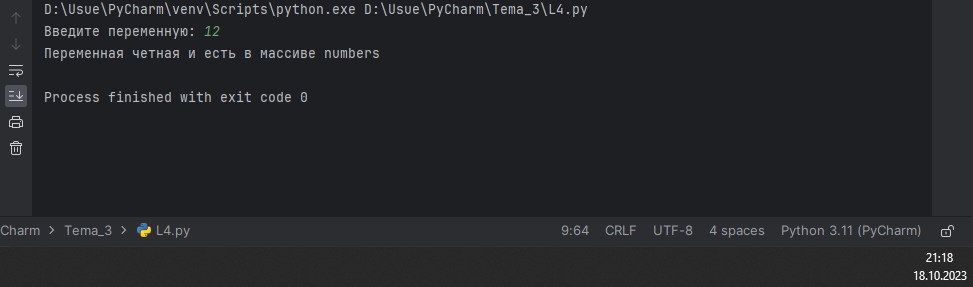 D:\Usue\PyCharm\venv\Scripts\python.exe D:\Usue\PyCharm\Tema_3\L4.py
Введите переменную: 12
Переменная четная и есть в массиве numbers
Process finished with exit code 0
Charm > Tema_3 > L4.py 9:64 CRLF UTF-8 4 spaces Python 3.11 (PyCharm)
21:18
18.10.2023